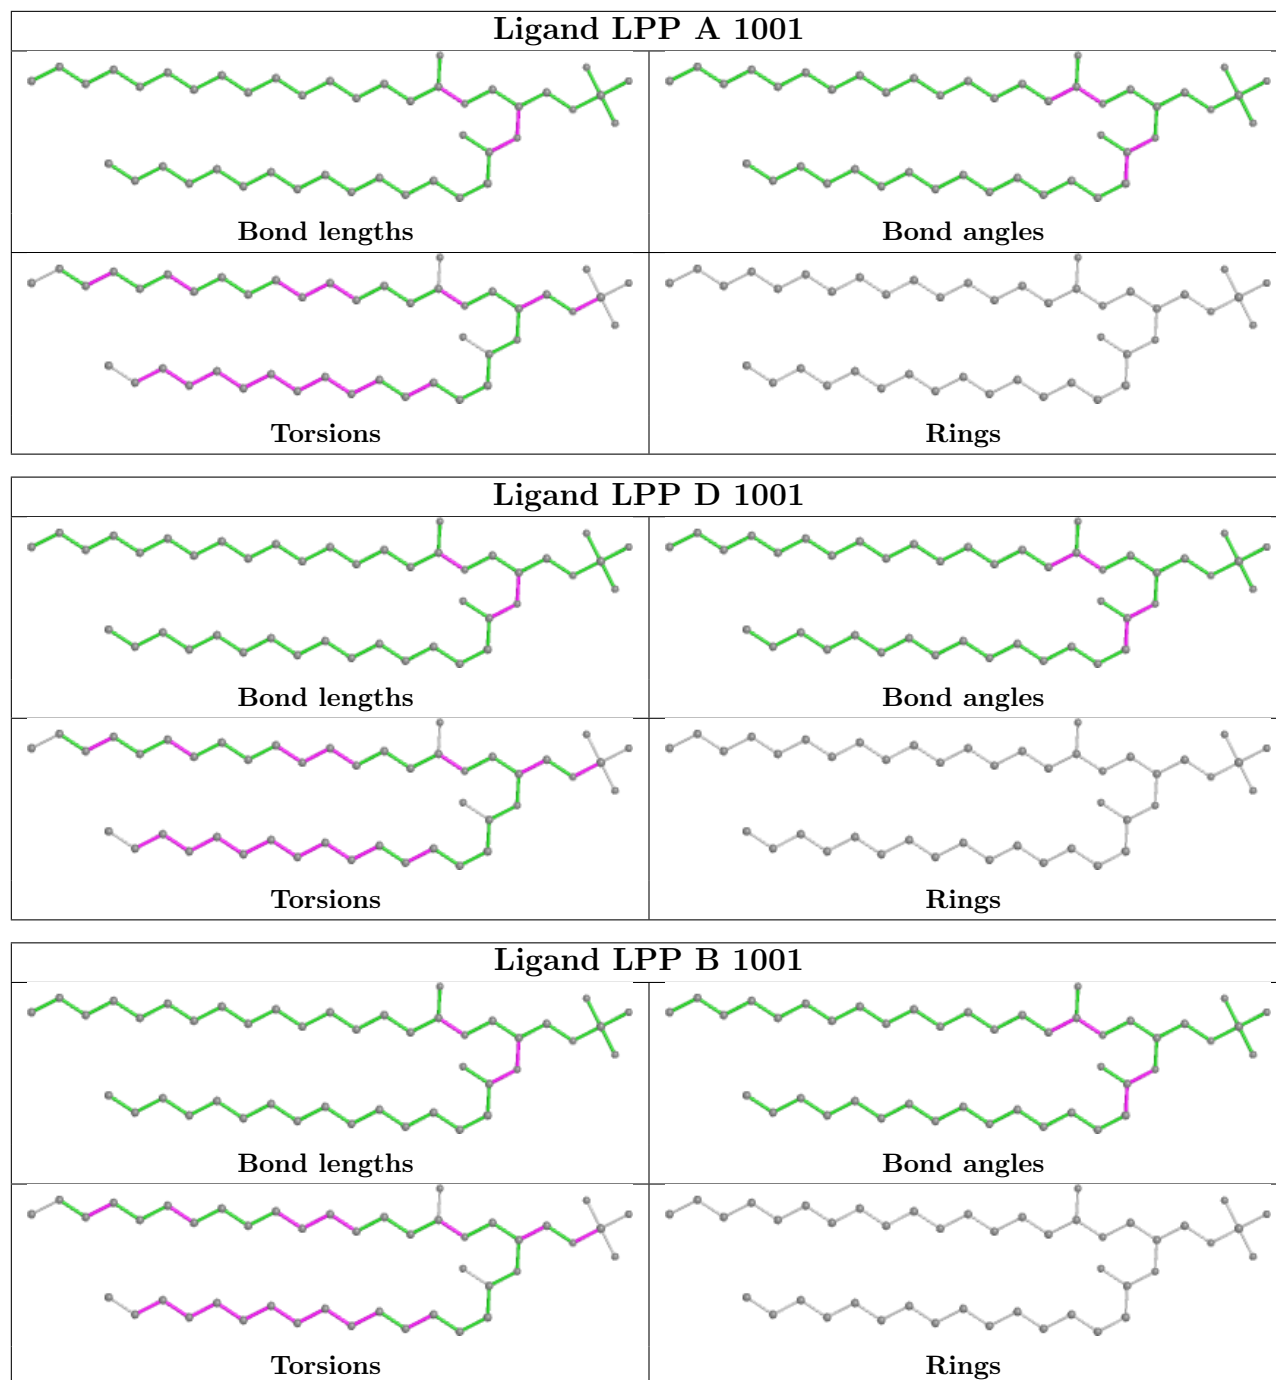 Ligand LPP A 1001
Bond lengths
Bond angles
Torsions
Rings
Ligand LPP D 1001
Bond lengths
Bond angles
Torsions
Rings
Ligand LPP B 1001
Bond lengths
Bond angles
Torsions
Rings